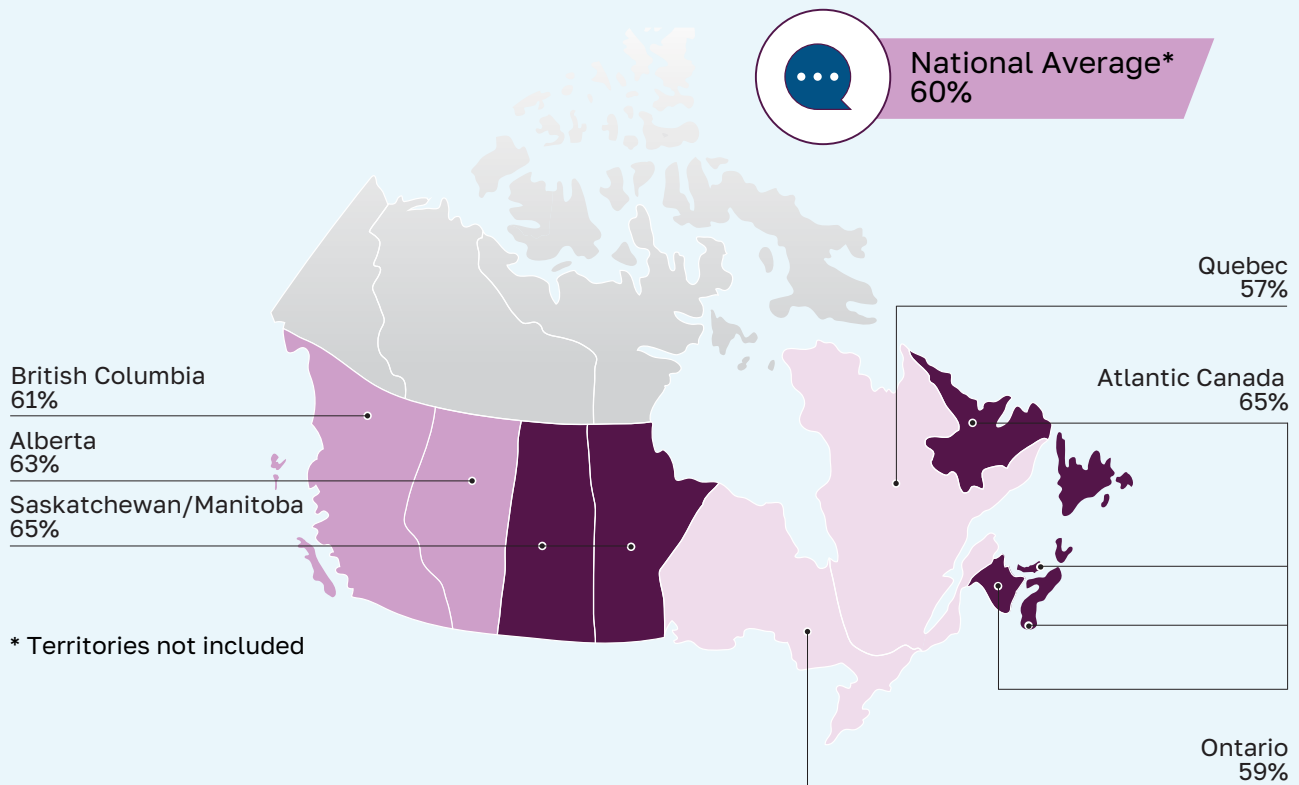 National Average*
60%
Quebec
57%
British Columbia
61%
Atlantic Canada
65%
Alberta
63%
Saskatchewan/Manitoba
65%
* Territories not included
Ontario
59%